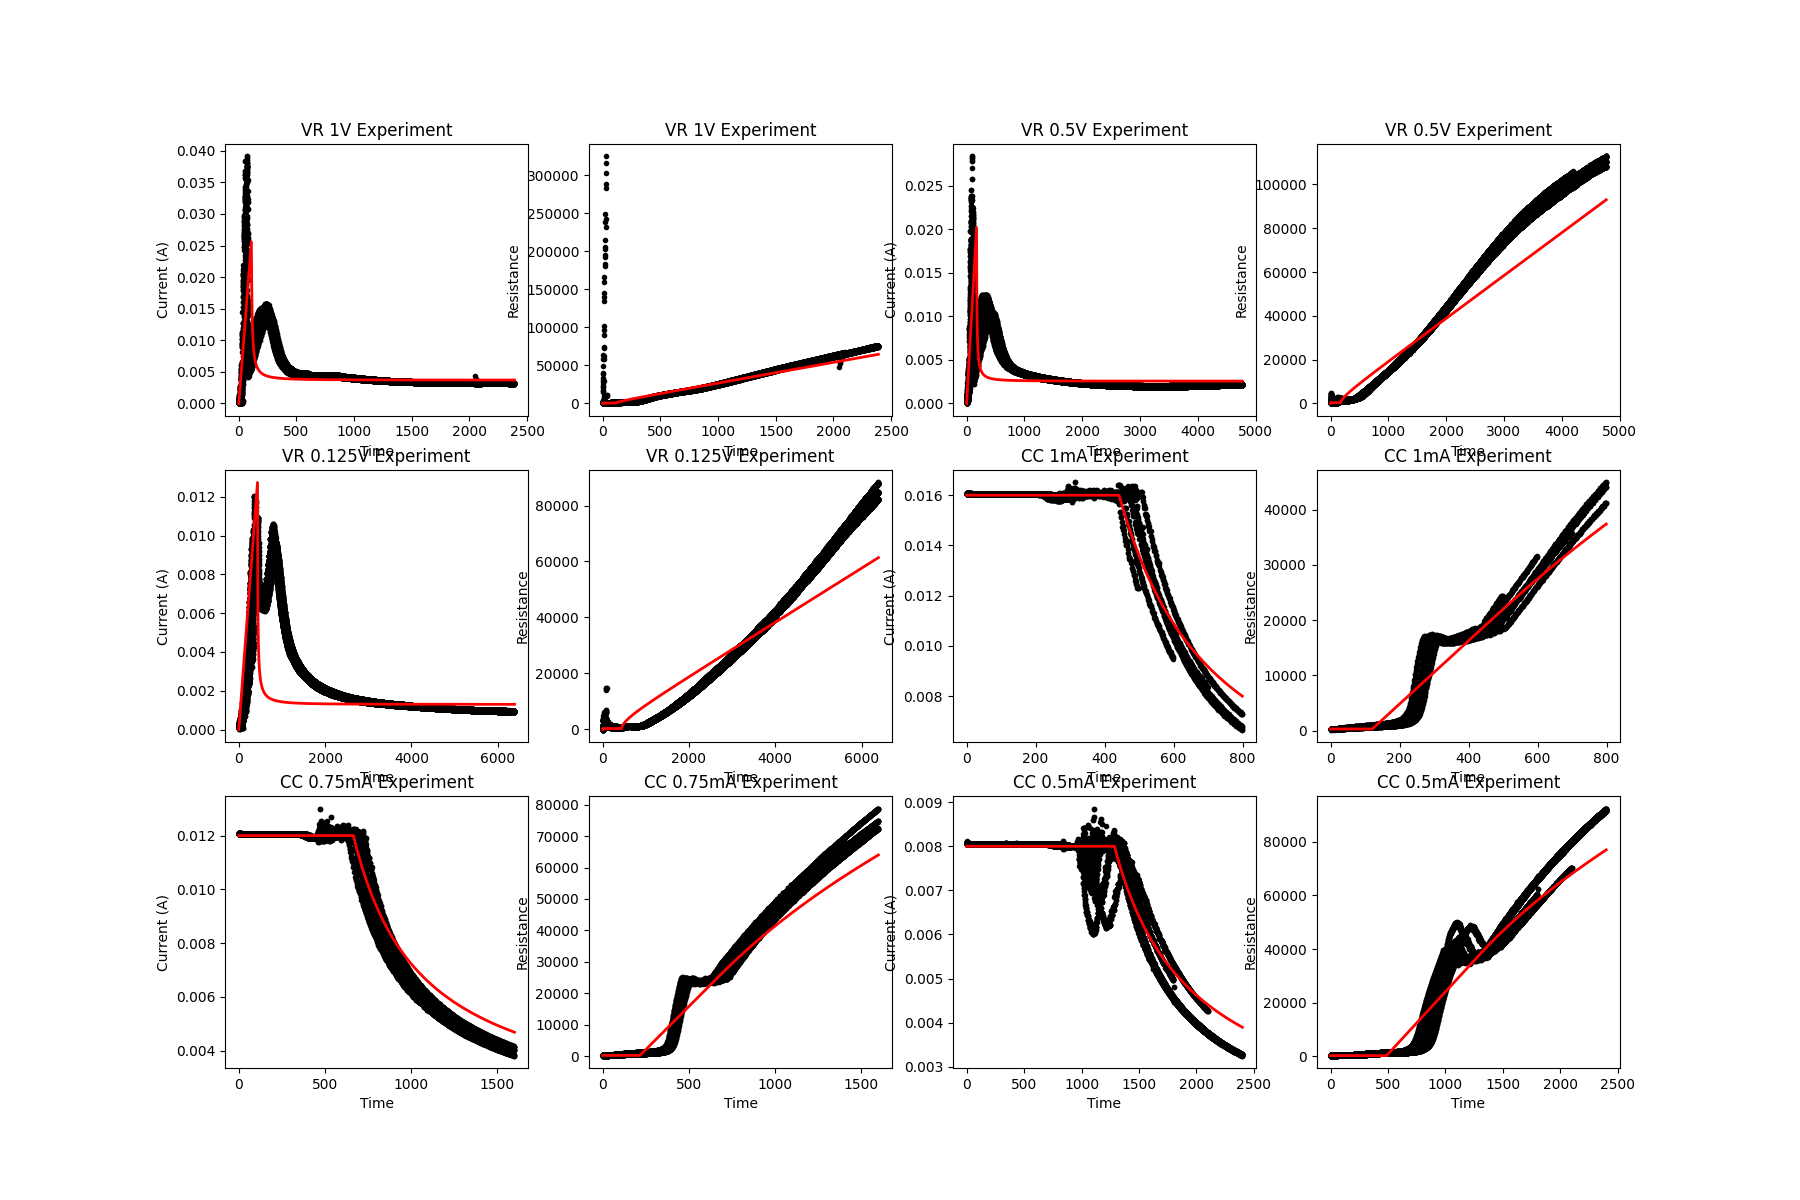 VR 1V Experiment
VR 1V Experiment
VR 0.5V Experiment
VR 0.5V Experiment
0.040
0.035
0.030
0.025
0.020
0.015
0.010
0.005
0.000
Current (A)
0 500 1000 1500 2000 2500
Time
300000
250000
200000
150000
100000
50000
0
Resistance
0 500 1000 1500 2000 2500
Time
0.025
0.020
0.015
0.010
0.005
0.000
Current (A)
0 1000 2000 3000 4000 5000
Time
100000
80000
60000
40000
20000
0
Resistance
0 1000 2000 3000 4000 5000
Time
VR 0.125V Experiment
VR 0.125V Experiment
CC 1mA Experiment
CC 1mA Experiment
0.012
0.010
0.008
0.006
0.004
0.002
0.000
Current (A)
0 2000 4000 6000
Time
80000
60000
40000
20000
0
Resistance
0 2000 4000 6000
Time
0.016
0.014
0.012
0.010
0.008
Current (A)
0 200 400 600 800
Time
40000
30000
20000
10000
0
Resistance
0 200 400 600 800
Time
CC 0.75mA Experiment
CC 0.75mA Experiment
CC 0.5mA Experiment
CC 0.5mA Experiment
0.012
0.010
0.008
0.006
0.004
Current (A)
0 500 1000 1500
Time
80000
70000
60000
50000
40000
30000
20000
10000
0
Resistance
0 500 1000 1500
Time
0.009
0.008
0.007
0.006
0.005
0.004
0.003
Current (A)
0 500 1000 1500 2000 2500
Time
80000
60000
40000
20000
0
Resistance
0 500 1000 1500 2000 2500
Time